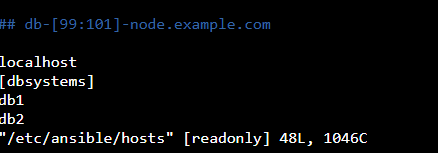 ## db-[99:101]-node.example.com
localhost
[dbsystems]
db1
db2
"/etc/ansible/hosts" [readonly] 48L, 1046C